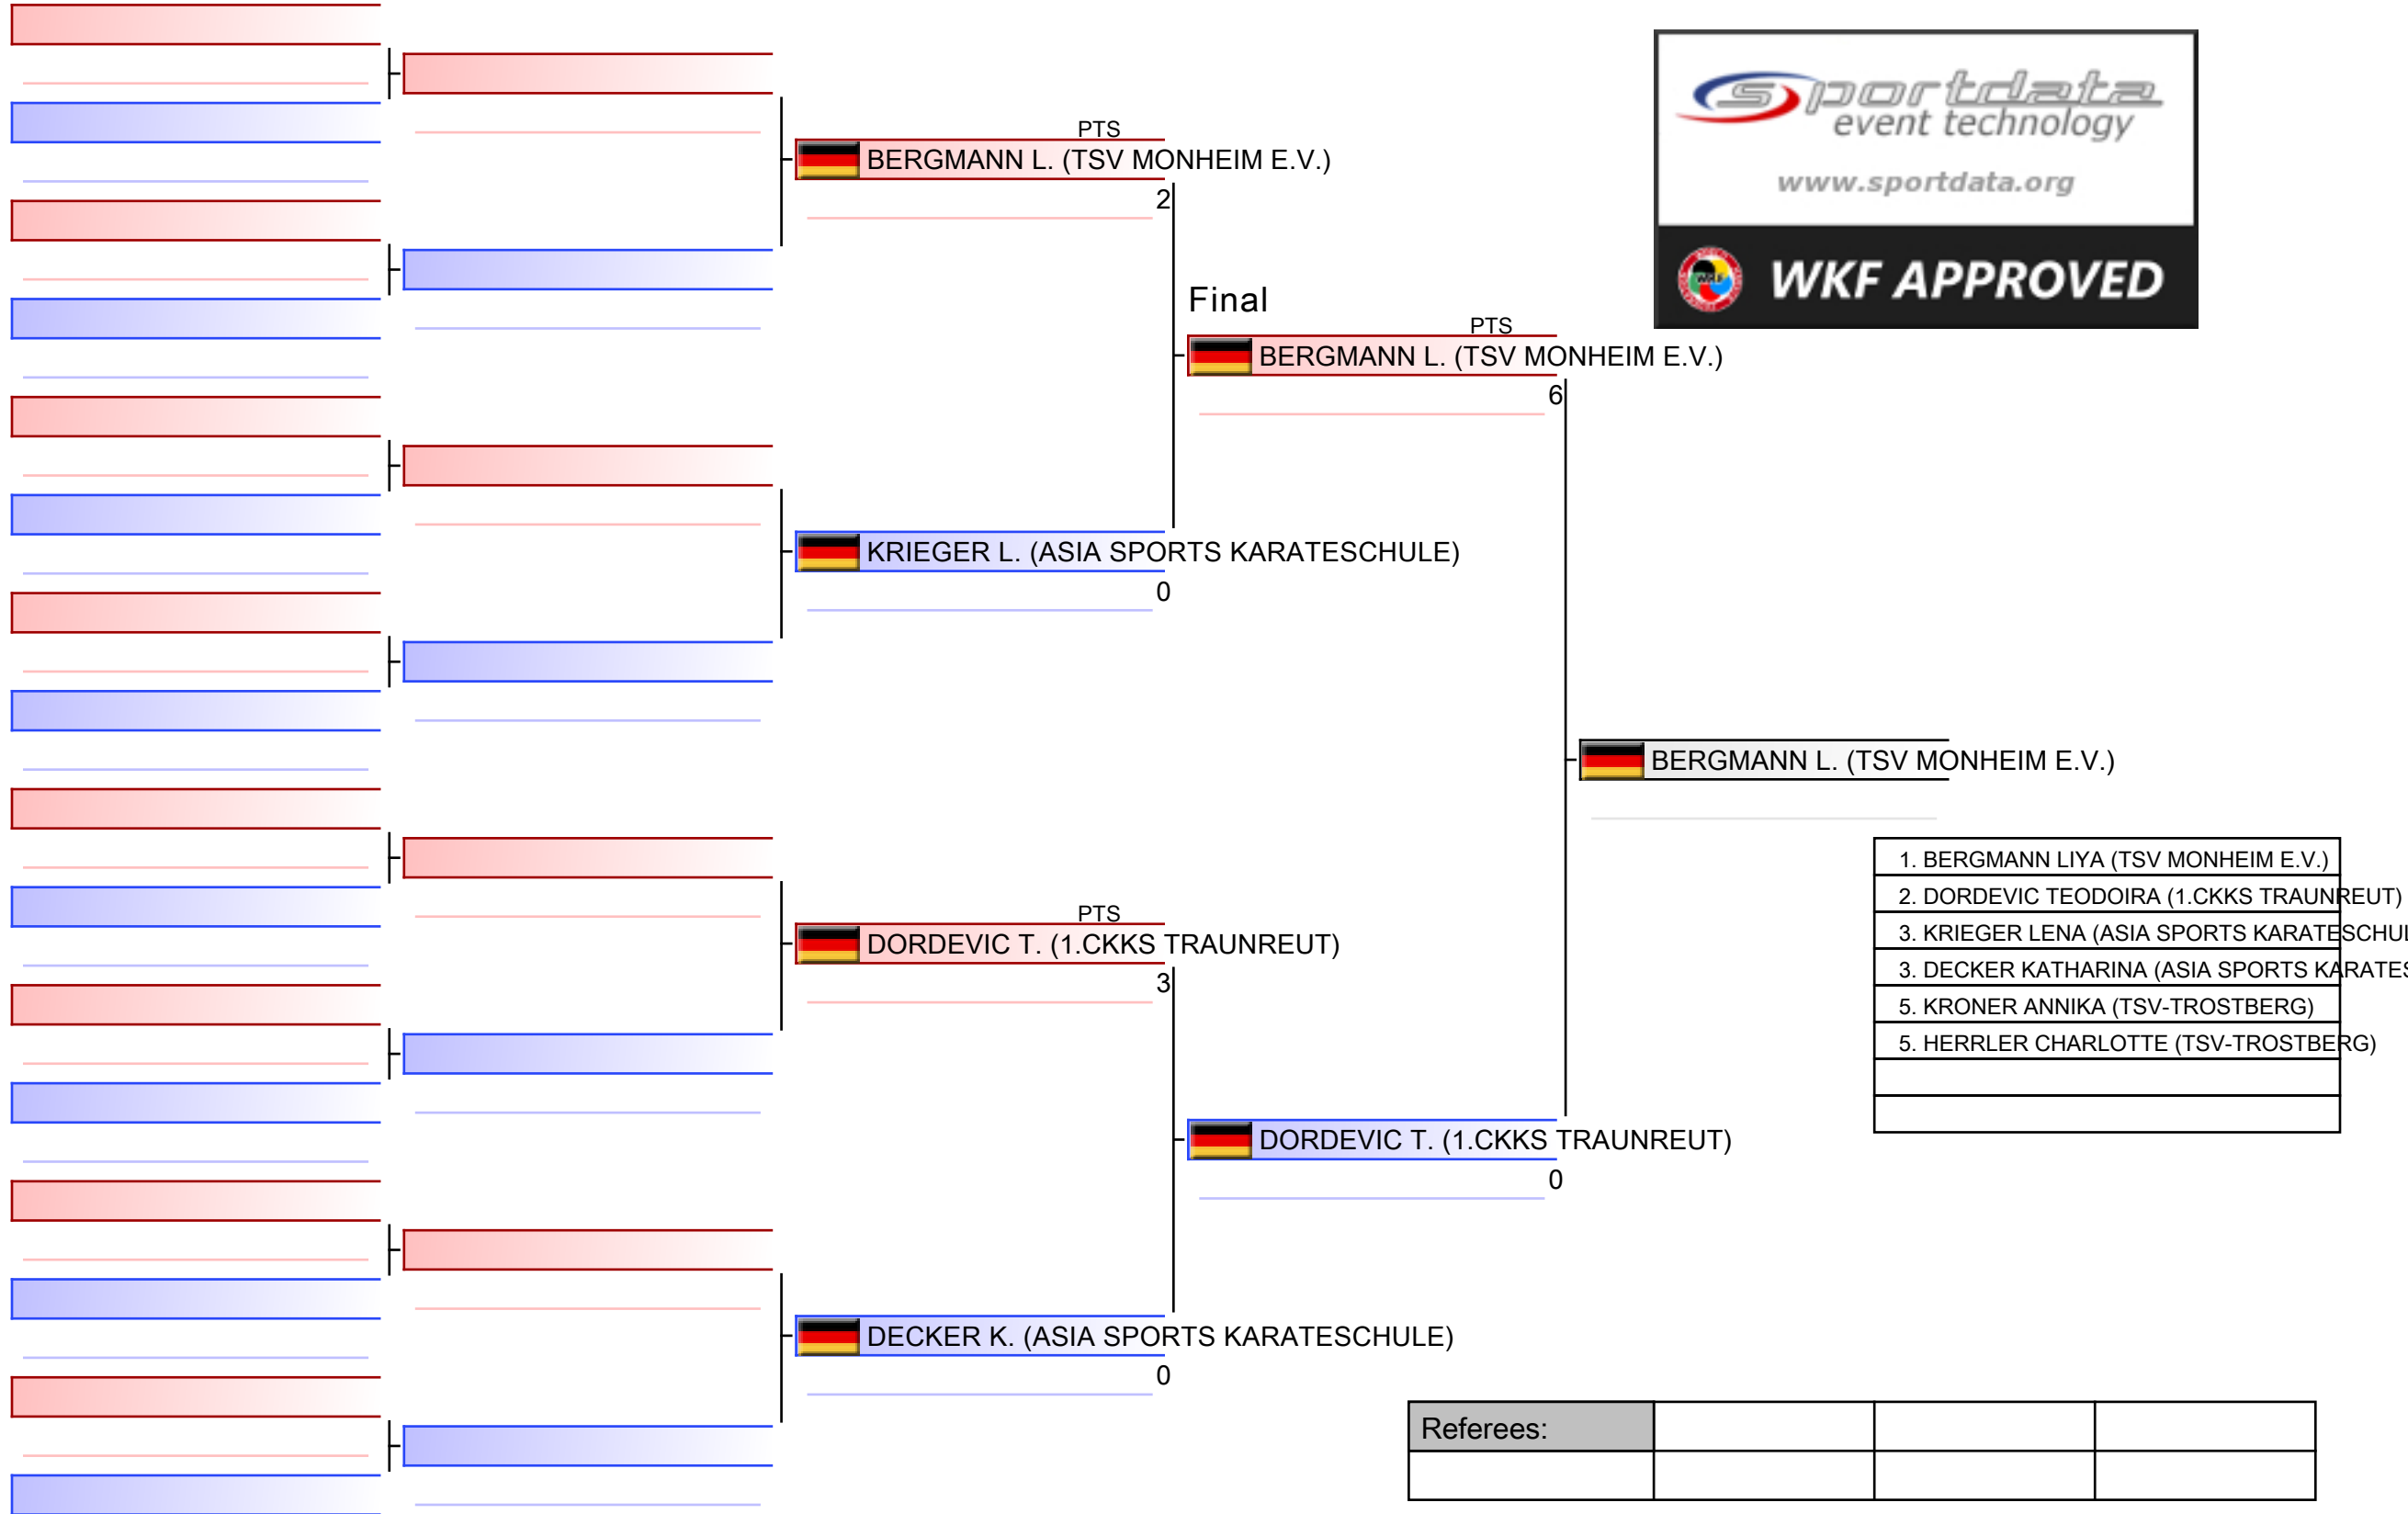 PTS
BERGMANN L. (TSV MONHEIM E.V.)
2
sportdata
event technology
www.sportdata.org
WKF APPROVED
Final
PTS
BERGMANN L. (TSV MONHEIM E.V.)
6
KRIEGER L. (ASIA SPORTS KARATESCHULE)
0
BERGMANN L. (TSV MONHEIM E.V.)
1. BERGMANN LIYA (TSV MONHEIM E.V.)
2. DORDEVIC TEODOIRA (1.CKKS TRAUNREUT)
3. KRIEGER LENA (ASIA SPORTS KARATESCHUL
3. DECKER KATHARINA (ASIA SPORTS KARATES
5. KRONER ANNIKA (TSV-TROSTBERG)
5. HERRLER CHARLOTTE (TSV-TROSTBERG)
PTS
DORDEVIC T. (1.CKKS TRAUNREUT)
3
DORDEVIC T. (1.CKKS TRAUNREUT)
0
DECKER K. (ASIA SPORTS KARATESCHULE)
0
Referees: